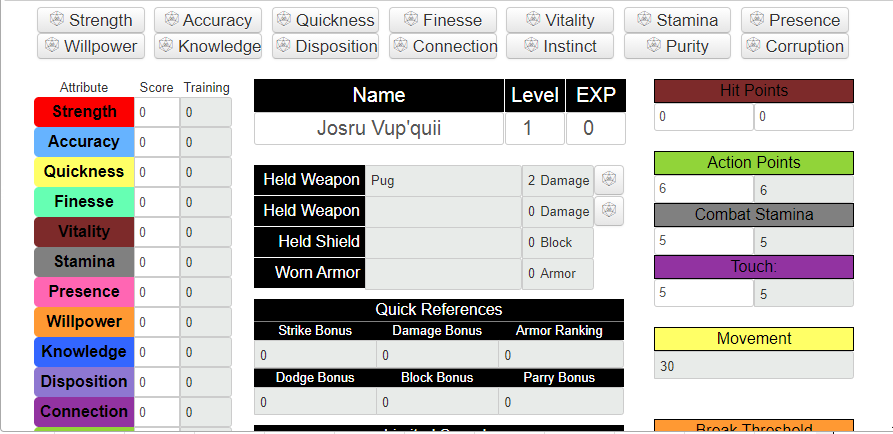 Strength Accuracy Quickness Finesse Vitality Stamina Presence
Willpower Knowledge Disposition Connection Instinct Purity Corruption
Attribute Score Training
Strength 0 0
Accuracy 0 0
Quickness 0 0
Finesse 0 0
Vitality 0 0
Stamina 0 0
Presence 0 0
Willpower 0 0
Knowledge 0 0
Disposition 0 0
Connection 0 0
Name Level EXP
Josru Vup'quii 1 0
Held Weapon Pug 2 Damage
Held Weapon 0 Damage
Held Shield 0 Block
Worn Armor 0 Armor
Quick References
Strike Bonus Damage Bonus Armor Ranking
0 0 0
Dodge Bonus Block Bonus Parry Bonus
0 0 0
Hit Points
0 0
Action Points
6 6
Combat Stamina
5 5
Touch:
5 5
Movement
30
Break Threshold